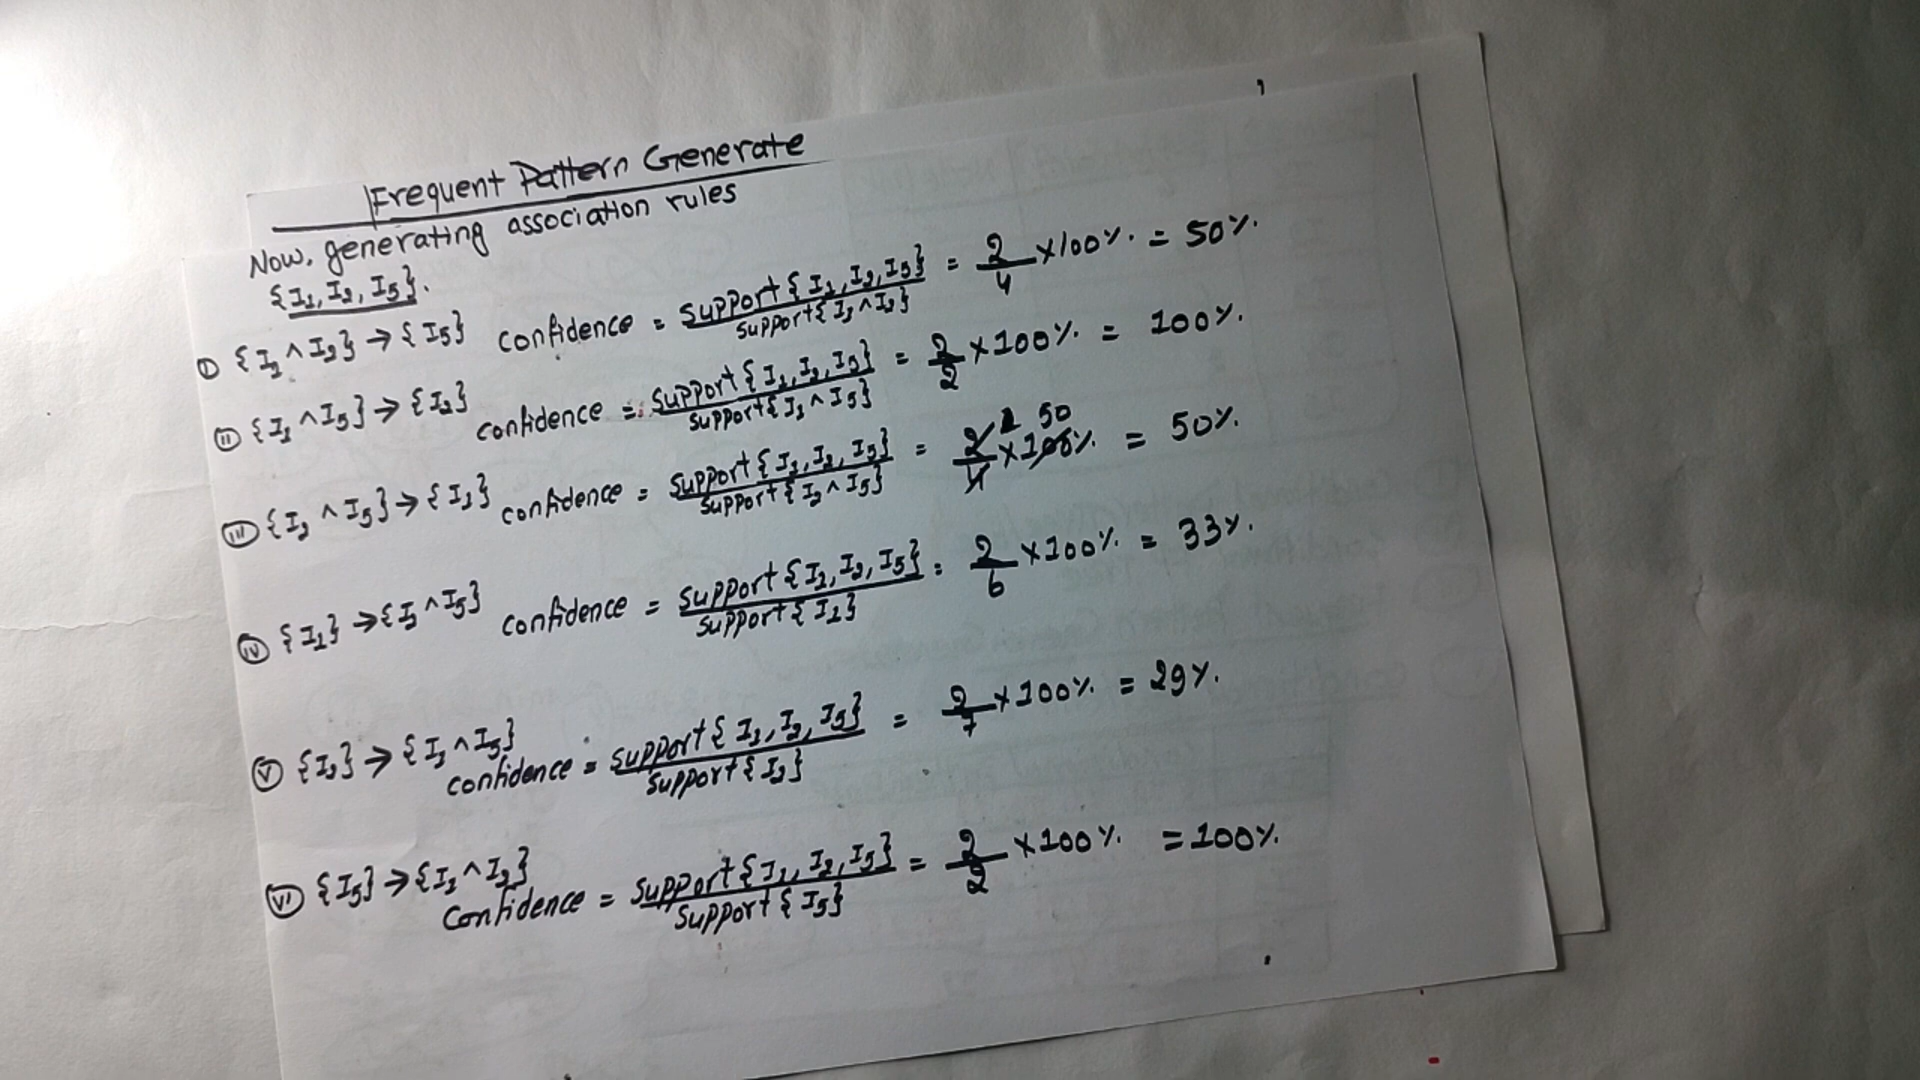 Frequent Pattern Generate
Now, generating association rules
{I1, I2, I5}.
(i) {I1 ^ I2} → {I5} confidence = support{I1, I2, I5} / support{I1 ^ I2} = 2/4 × 100% = 50%.
(ii) {I1 ^ I5} → {I2} confidence = support{I1, I2, I5} / support{I1 ^ I5} = 2/2 × 100% = 100%.
(iii) {I2 ^ I5} → {I1} confidence = support{I1, I2, I5} / support{I2 ^ I5} = 2/4 × 100% = 50%.
1 50
(iv) {I1} → {I2 ^ I5} confidence = support{I1, I2, I5} / support{I1} = 2/6 × 100% = 33%.
(v) {I2} → {I1 ^ I5}
confidence = support{I1, I2, I5} / support{I2} = 2/7 × 100% = 29%.
(vi) {I5} → {I1 ^ I2}
Confidence = support{I1, I2, I5} / support{I5} = 2/2 × 100% = 100%.